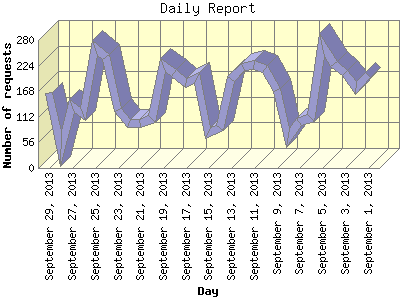 Daily Report
Number of requests
280
224
168
112
56
0
September 29, 2013
September 27, 2013
September 25, 2013
September 23, 2013
September 21, 2013
September 19, 2013
September 17, 2013
September 15, 2013
September 13, 2013
September 11, 2013
September 9, 2013
September 7, 2013
September 5, 2013
September 3, 2013
September 1, 2013
Day